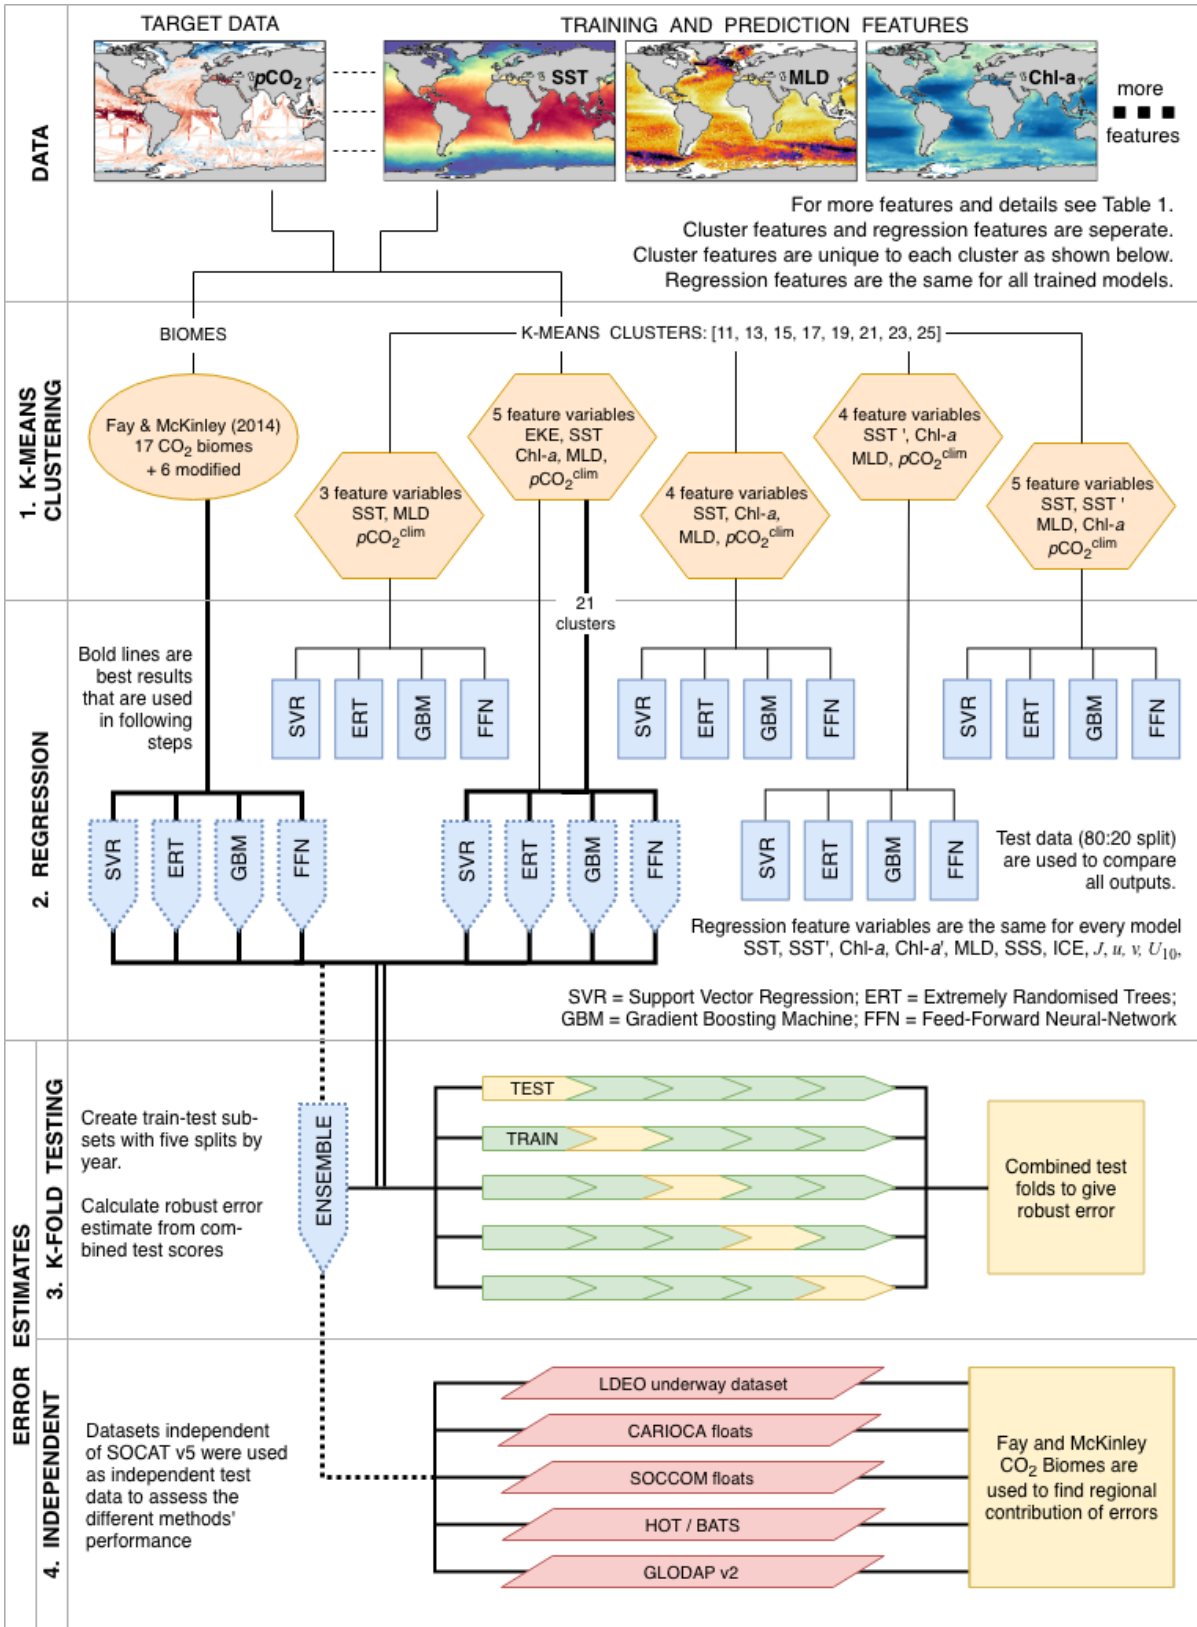 TARGET DATA
TRAINING AND PREDICTION FEATURES
pCO2
SST
MLD
Chl-a
more
features
DATA
For more features and details see Table 1.
Cluster features and regression features are seperate.
Cluster features are unique to each cluster as shown below.
Regression features are the same for all trained models.
1. K-MEANS
CLUSTERING
BIOMES
K-MEANS CLUSTERS: [11, 13, 15, 17, 19, 21, 23, 25]
Fay & McKinley (2014)
17 CO2 biomes
+ 6 modified
3 feature variables
SST, MLD
pCO2clim
5 feature variables
EKE, SST
Chl-a, MLD,
pCO2clim
4 feature variables
SST, Chl-a,
MLD, pCO2clim
4 feature variables
SST ', Chl-a
MLD, pCO2clim
5 feature variables
SST, SST '
MLD, Chl-a
pCO2clim
21
clusters
2. REGRESSION
Bold lines are
best results
that are used
in following
steps
SVR
ERT
GBM
FFN
SVR
ERT
GBM
FFN
SVR
ERT
GBM
FFN
SVR
ERT
GBM
FFN
SVR
ERT
GBM
FFN
SVR
ERT
GBM
FFN
Test data (80:20 split)
are used to compare
all outputs.
Regression feature variables are the same for every model
SST, SST', Chl-a, Chl-a', MLD, SSS, ICE, J, u, v, U10,
SVR = Support Vector Regression; ERT = Extremely Randomised Trees;
GBM = Gradient Boosting Machine; FFN = Feed-Forward Neural-Network
ERROR ESTIMATES
3. K-FOLD TESTING
Create train-test sub-
sets with five splits by
year.
Calculate robust error
estimate from com-
bined test scores
ENSEMBLE
TEST
TRAIN
Combined test
folds to give
robust error
4. INDEPENDENT
Datasets independent
of SOCAT v5 were used
as independent test
data to assess the
different methods'
performance
LDEO underway dataset
CARIOCA floats
SOCCOM floats
HOT / BATS
GLODAP v2
Fay and McKinley
CO2 Biomes are
used to find regional
contribution of errors